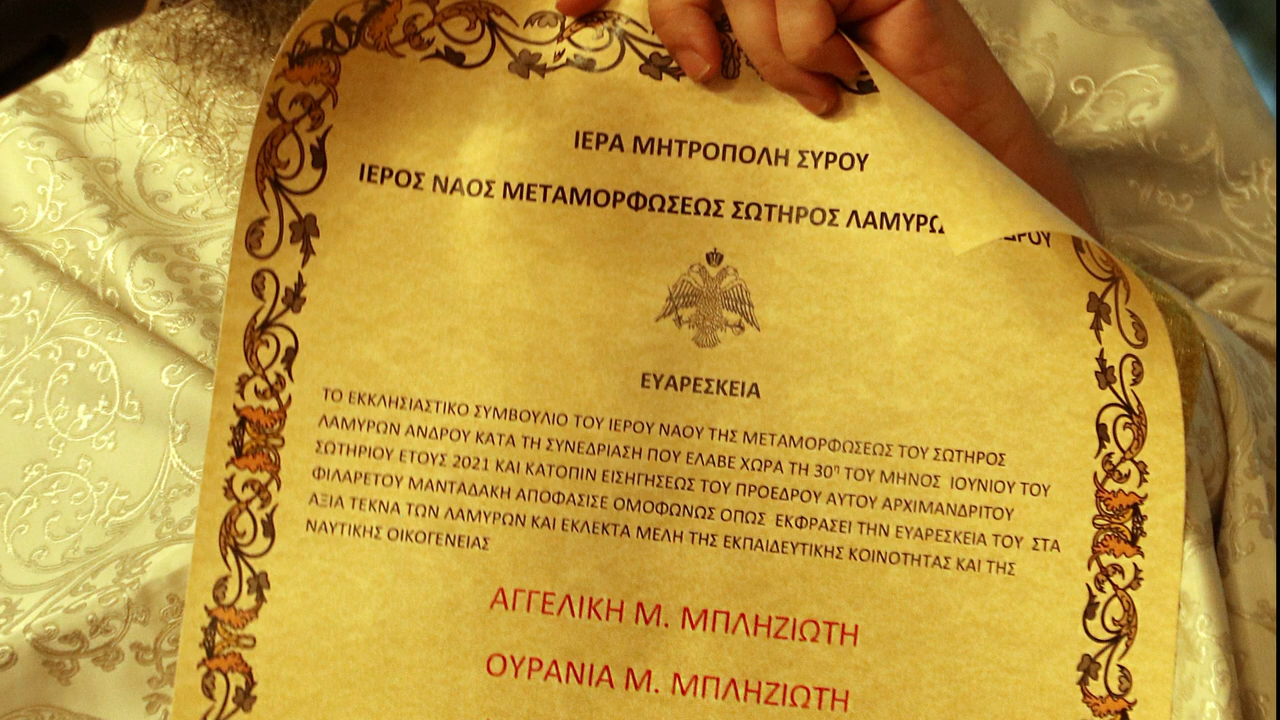 ΙΕΡΑ ΜΗΤΡΟΠΟΛΗ ΣΥΡΟΥ
ΙΕΡΟΣ ΝΑΟΣ ΜΕΤΑΜΟΡΦΩΣΕΩΣ ΣΩΤΗΡΟΣ
ΕΥΑΡΕΣΚΕΙΑ
ΤΟ ΕΚΚΛΗΣΙΑΣΤΙΚΟ ΣΥΜΒΟΥΛΙΟ ΤΟΥ ΙΕΡΟΥ ΝΑΟΥ ΤΗΣ ΜΕΤΑΜΟΡΦΩΣΕΩΣ ΤΟΥ ΣΩΤΗΡΟΣ
ΛΑΜΥΡΩΝ ΑΝΔΡΟΥ ΚΑΤΑ ΤΗ ΣΥΝΕΔΡΙΑΣΗ ΠΟΥ ΕΛΑΒΕ ΧΩΡΑ ΤΗ 30η ΤΟΥ ΜΗΝΟΣ ΙΟΥΝΙΟΥ ΤΟΥ
ΣΩΤΗΡΙΟΥ ΕΤΟΥΣ 2021 ΚΑΙ ΚΑΤΟΠΙΝ ΕΙΣΗΓΗΣΕΩΣ ΤΟΥ ΠΡΟΕΔΡΟΥ ΑΥΤΟΥ ΑΡΧΙΜΑΝΔΡΙΤΟΥ
ΦΙΛΑΡΕΤΟΥ ΜΑΝΤΑΔΑΚΗ ΑΠΟΦΑΣΙΣΕ ΟΜΟΦΩΝΩΣ ΟΠΩΣ ΕΚΦΡΑΣΕΙ ΤΗΝ ΕΥΑΡΕΣΚΕΙΑ ΤΟΥ ΣΤΑ
ΑΞΙΑ ΤΕΚΝΑ ΤΩΝ ΛΑΜΥΡΩΝ ΚΑΙ ΕΚΛΕΚΤΑ ΜΕΛΗ ΤΗΣ ΕΚΠΑΙΔΕΥΤΙΚΗΣ ΚΟΙΝΟΤΗΤΑΣ ΚΑΙ ΤΗΣ
ΝΑΥΤΙΚΗΣ ΟΙΚΟΓΕΝΕΙΑΣ
ΑΓΓΕΛΙΚΗ Μ. ΜΠΛΗΖΙΩΤΗ
ΟΥΡΑΝΙΑ Μ. ΜΠΛΗΖΙΩΤΗ